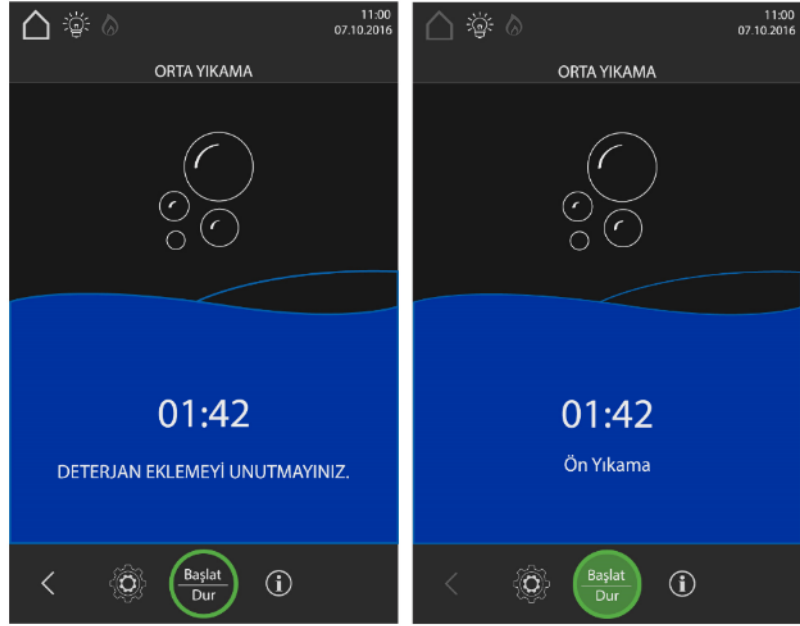 11:00
07.10.2016
ORTA YIKAMA
01:42
DETERJAN EKLEMEYİ UNUTMAYINIZ.
Başlat
Dur
11:00
07.10.2016
ORTA YIKAMA
01:42
Ön Yıkama
Başlat
Dur